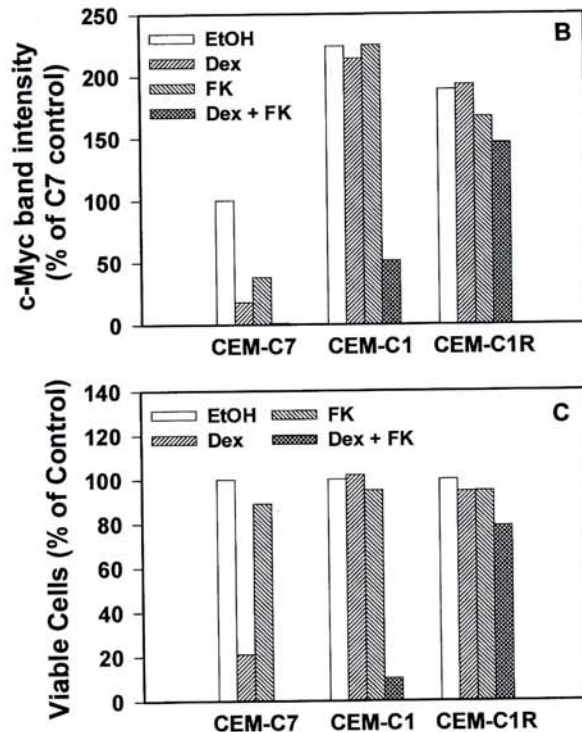 B
c-Myc band intensity
(% of C7 control)
250
200
150
100
50
0
EtOH
Dex
FK
Dex + FK
CEM-C7 CEM-C1 CEM-C1R
C
Viable Cells (% of Control)
140
120
100
80
60
40
20
0
EtOH FK
Dex Dex + FK
CEM-C7 CEM-C1 CEM-C1R